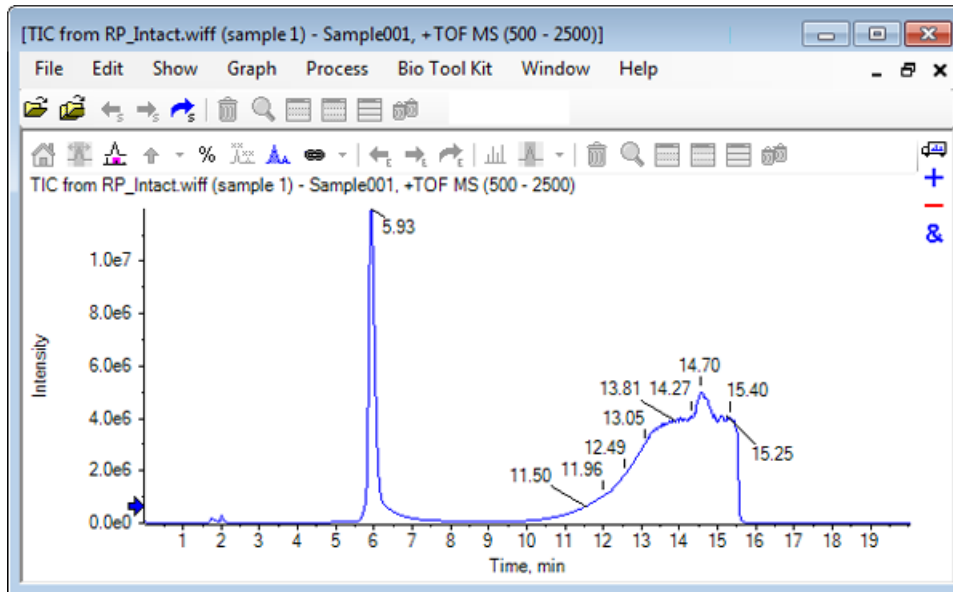 [TIC from RP_Intact.wiff (sample 1) - Sample001, +TOF MS (500 - 2500)]
File Edit Show Graph Process Bio Tool Kit Window Help
TIC from RP_Intact.wiff (sample 1) - Sample001, +TOF MS (500 - 2500)
5.93
1.0e7
8.0e6
6.0e6
4.0e6
2.0e6
0.0e0
Intensity
14.70
13.81 14.27 15.40
13.05
12.49
11.96
11.50
15.25
1 2 3 4 5 6 7 8 9 10 11 12 13 14 15 16 17 18 19
Time, min